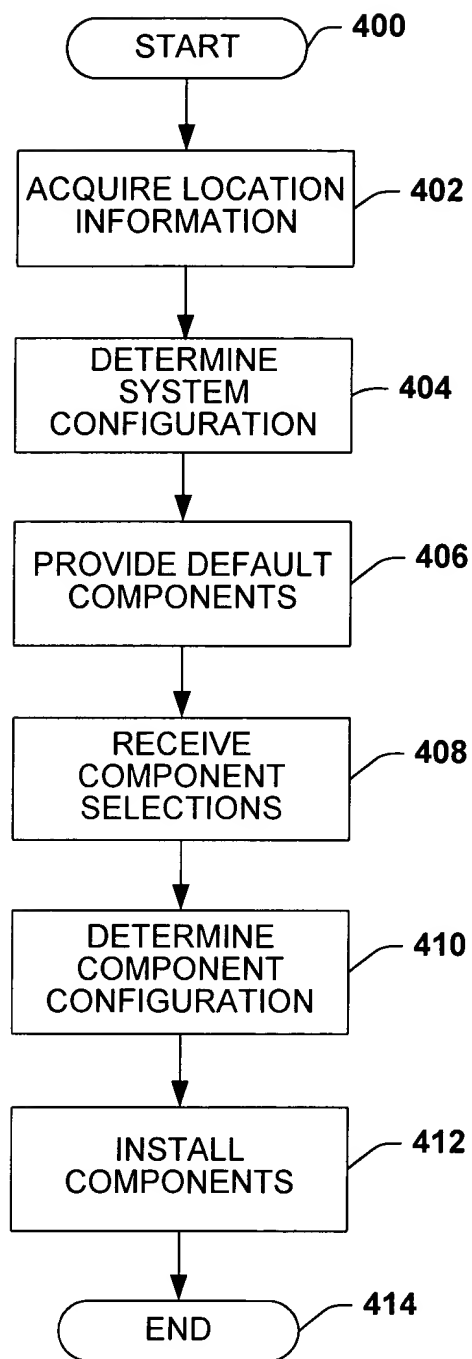 START
400
ACQUIRE LOCATION
INFORMATION
402
DETERMINE
SYSTEM
CONFIGURATION
404
PROVIDE DEFAULT
COMPONENTS
406
RECEIVE
COMPONENT
SELECTIONS
408
DETERMINE
COMPONENT
CONFIGURATION
410
INSTALL
COMPONENTS
412
END
414